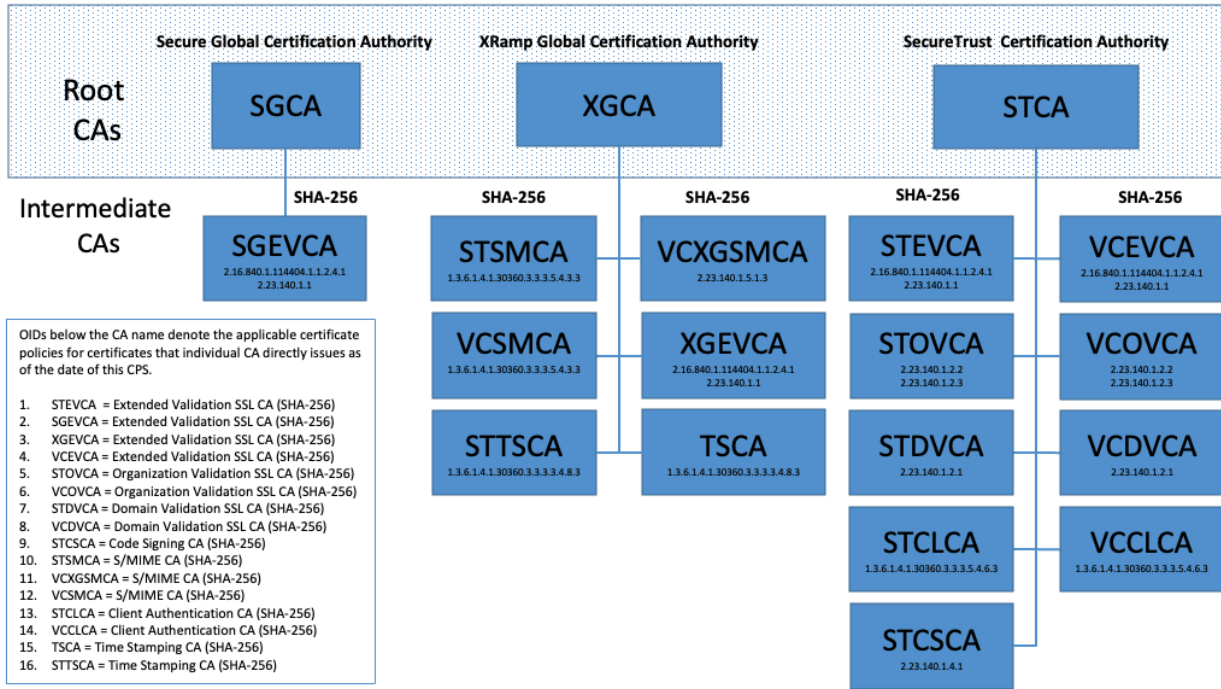 Secure Global Certification Authority
XRamp Global Certification Authority
SecureTrust Certification Authority
Root
CAs
SGCA
XGCA
STCA
Intermediate
CAs
SHA-256
SHA-256
SHA-256
SHA-256
SHA-256
SGEVCA
2.16.840.1.114404.1.1.2.4.1
2.23.140.1.1
STSMCA
1.3.6.1.4.1.30360.3.3.3.5.4.3.3
VCXGSMCA
2.23.140.1.5.1.3
STEVCA
2.16.840.1.114404.1.1.2.4.1
2.23.140.1.1
VCEVCA
2.16.840.1.114404.1.1.2.4.1
2.23.140.1.1
VCSMCA
1.3.6.1.4.1.30360.3.3.3.5.4.3.3
XGEVCA
2.16.840.1.114404.1.1.2.4.1
2.23.140.1.1
STOVCA
2.23.140.1.2.2
2.23.140.1.2.3
VCOVCA
2.23.140.1.2.2
2.23.140.1.2.3
STTSCA
1.3.6.1.4.1.30360.3.3.3.3.4.8.3
TSCA
1.3.6.1.4.1.30360.3.3.3.3.4.8.3
STDVCA
2.23.140.1.2.1
VCDVCA
2.23.140.1.2.1
STCLCA
1.3.6.1.4.1.30360.3.3.3.5.4.6.3
VCCLCA
1.3.6.1.4.1.30360.3.3.3.5.4.6.3
STCSCA
2.23.140.1.4.1
OIDs below the CA name denote the applicable certificate
policies for certificates that individual CA directly issues as
of the date of this CPS.
1. STEVCA = Extended Validation SSL CA (SHA-256)
2. SGEVCA = Extended Validation SSL CA (SHA-256)
3. XGEVCA = Extended Validation SSL CA (SHA-256)
4. VCEVCA = Extended Validation SSL CA (SHA-256)
5. STOVCA = Organization Validation SSL CA (SHA-256)
6. VCOVCA = Organization Validation SSL CA (SHA-256)
7. STDVCA = Domain Validation SSL CA (SHA-256)
8. VCDVCA = Domain Validation SSL CA (SHA-256)
9. STCSCA = Code Signing CA (SHA-256)
10. STSMCA = S/MIME CA (SHA-256)
11. VCXGSMCA = S/MIME CA (SHA-256)
12. VCSMCA = S/MIME CA (SHA-256)
13. STCLCA = Client Authentication CA (SHA-256)
14. VCCLCA = Client Authentication CA (SHA-256)
15. TSCA = Time Stamping CA (SHA-256)
16. STTSCA = Time Stamping CA (SHA-256)